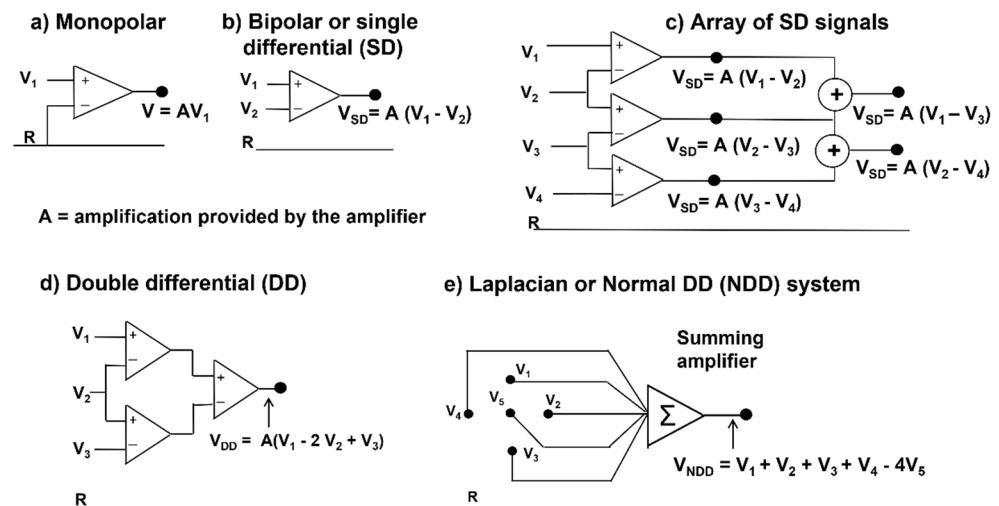 a) Monopolar
V1
+
−
V = AV1
R
b) Bipolar or single
differential (SD)
V1
V2
+
−
VSD= A (V1 - V2)
R
A = amplification provided by the amplifier
c) Array of SD signals
V1
+
−
VSD= A (V1 - V2)
V2
+
−
VSD= A (V2 - V3)
V3
+
−
VSD= A (V3 - V4)
V4
+
VSD= A (V1 – V3)
+
VSD= A (V2 - V4)
R
d) Double differential (DD)
V1
+
−
V2
+
−
V3
+
−
VDD = A(V1 - 2 V2 + V3)
R
e) Laplacian or Normal DD (NDD) system
Summing
amplifier
V1
V5
V2
V4
V3
Σ
VNDD = V1 + V2 + V3 + V4 - 4V5
R